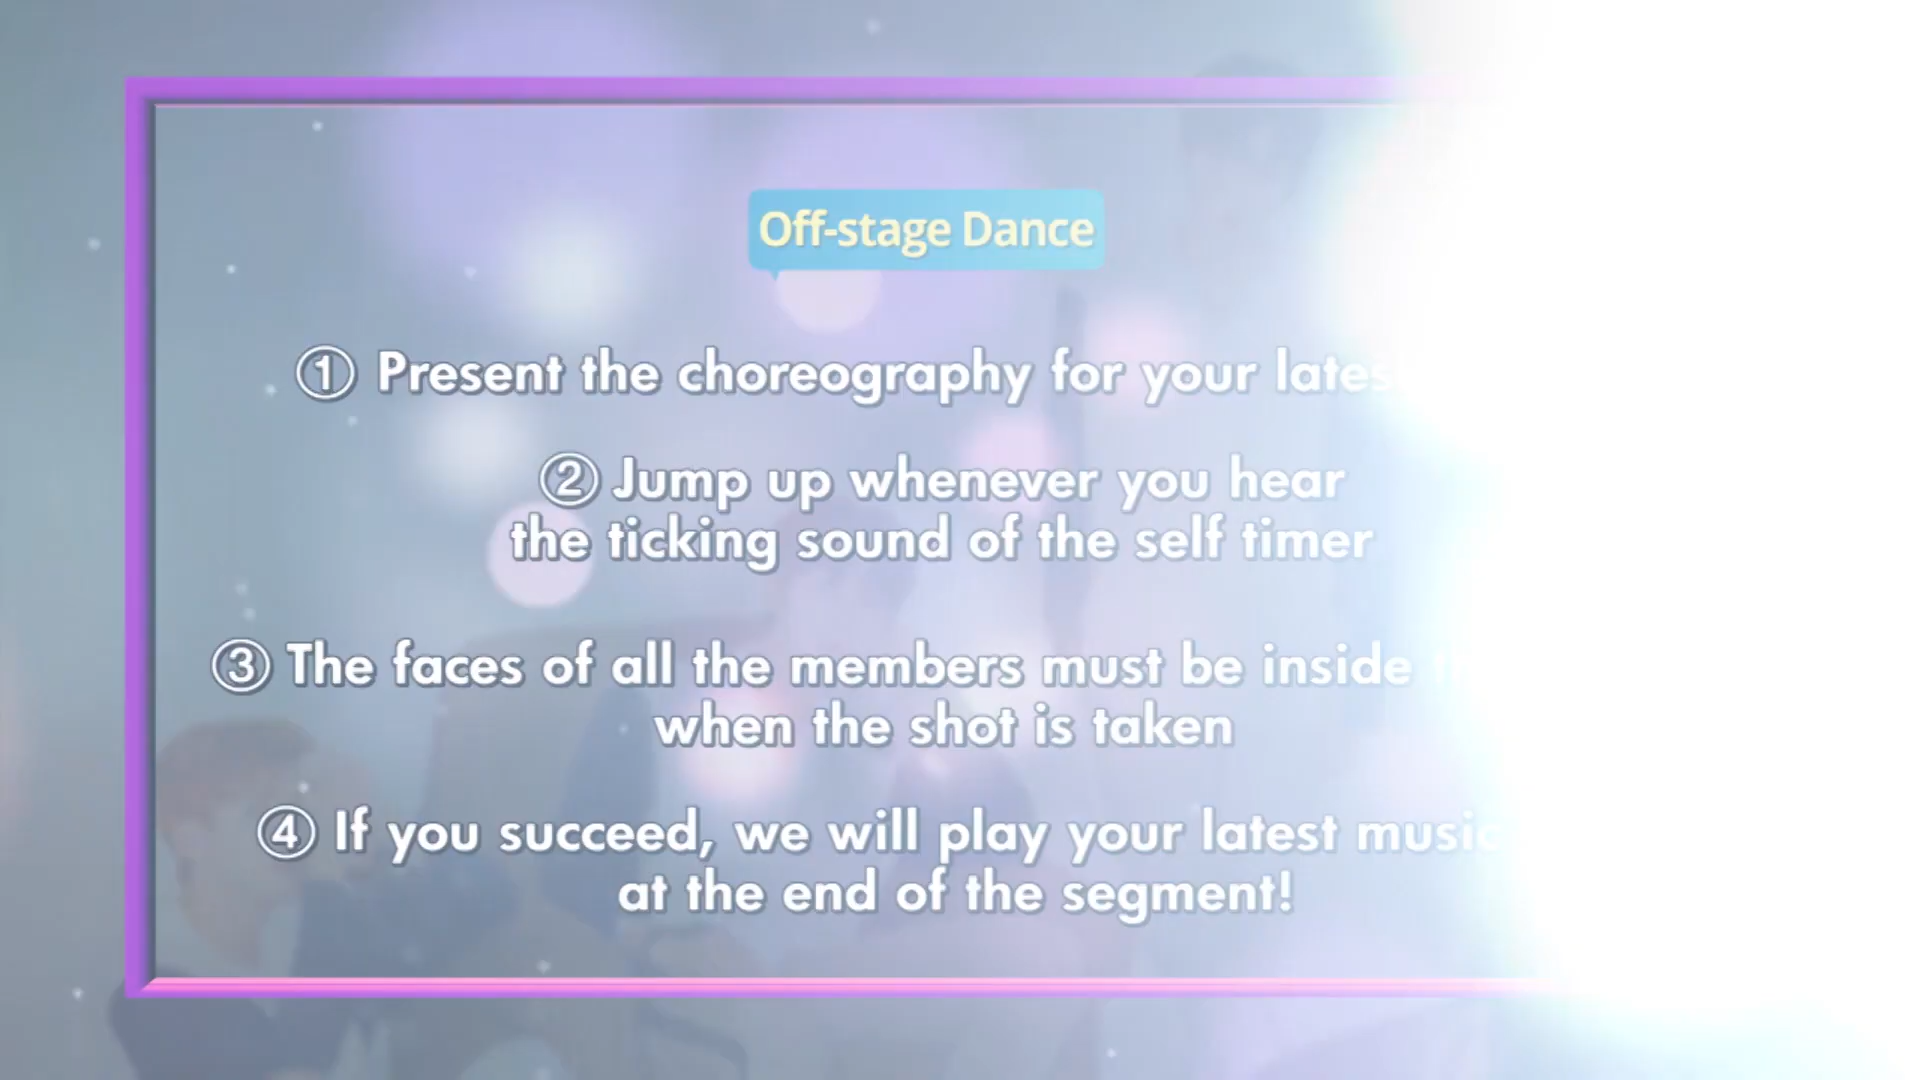 Off-stage Dance
① Present the choreography for your latest
② Jump up whenever you hear
the ticking sound of the self timer
③ The faces of all the members must be inside
when the shot is taken
④ If you succeed, we will play your latest music
at the end of the segment!